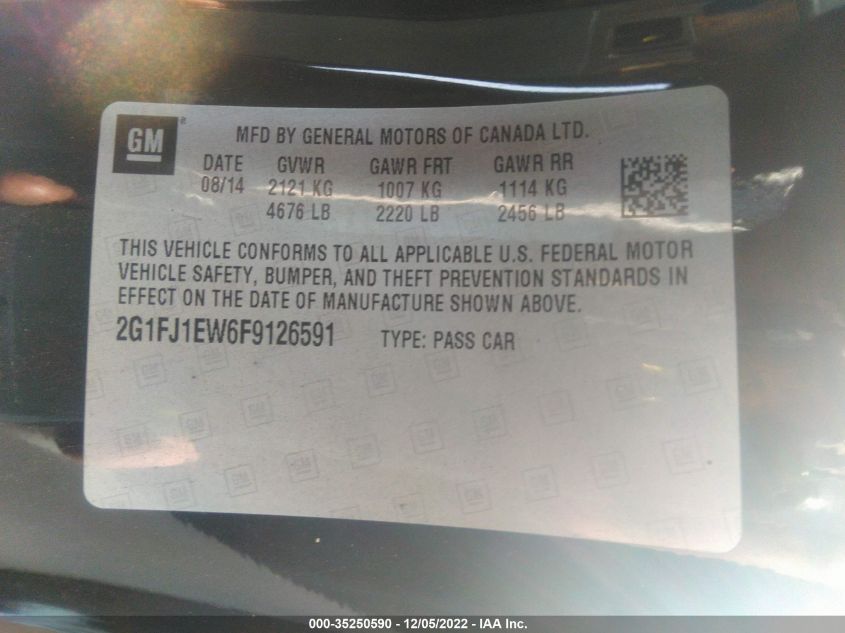 GM ®
MFD BY GENERAL MOTORS OF CANADA LTD.
DATE GVWR GAWR FRT GAWR RR
08/14 2121 KG 1007 KG 1114 KG
4676 LB 2220 LB 2456 LB
THIS VEHICLE CONFORMS TO ALL APPLICABLE U.S. FEDERAL MOTOR
VEHICLE SAFETY, BUMPER, AND THEFT PREVENTION STANDARDS IN
EFFECT ON THE DATE OF MANUFACTURE SHOWN ABOVE.
2G1FJ1EW6F9126591 TYPE: PASS CAR
000-35250590 - 12/05/2022 - IAA Inc.